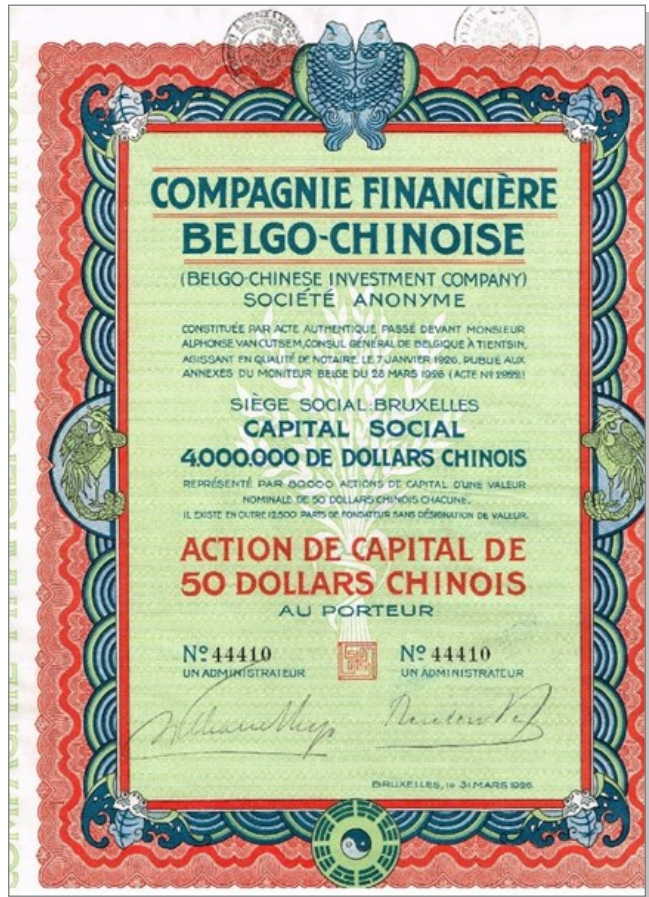 COMPAGNIE FINANCIÈRE
BELGO-CHINOISE
(BELGO-CHINESE INVESTMENT COMPANY)
SOCIÉTÉ ANONYME
CONSTITUÉE PAR ACTE AUTHENTIQUE PASSÉ DEVANT MONSIEUR
ALPHONSE VAN CUTSEM, CONSUL GÉNÉRAL DE BELGIQUE À TIENTSIN,
AGISSANT EN QUALITÉ DE NOTAIRE, LE 7 JANVIER 1926, PUBLIÉ AUX
ANNEXES DU MONITEUR BELGE DU 28 MARS 1926 (ACTE Nº 2922)
SIÈGE SOCIAL: BRUXELLES
CAPITAL SOCIAL
4.000.000 DE DOLLARS CHINOIS
REPRÉSENTÉ PAR 80.000 ACTIONS DE CAPITAL D'UNE VALEUR
NOMINALE DE 50 DOLLARS CHINOIS CHACUNE.
IL EXISTE EN OUTRE 12.500 PARTS DE FONDATEUR SANS DÉSIGNATION DE VALEUR.
ACTION DE CAPITAL DE
50 DOLLARS CHINOIS
AU PORTEUR
Nº 44410 Nº 44410
UN ADMINISTRATEUR UN ADMINISTRATEUR
BRUXELLES, le 31 MARS 1926